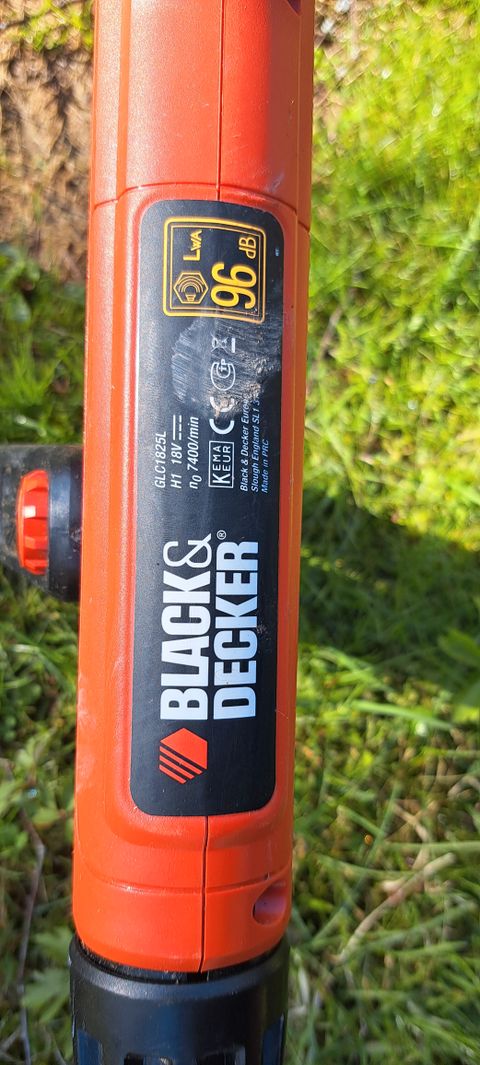 BLACK&
DECKER®
GLC1825L
H1 18V
n0 7400/min
KEMA
KEUR
CE
Black & Decker Europe
Slough England SL1
Made in PRC
LWA
96 dB